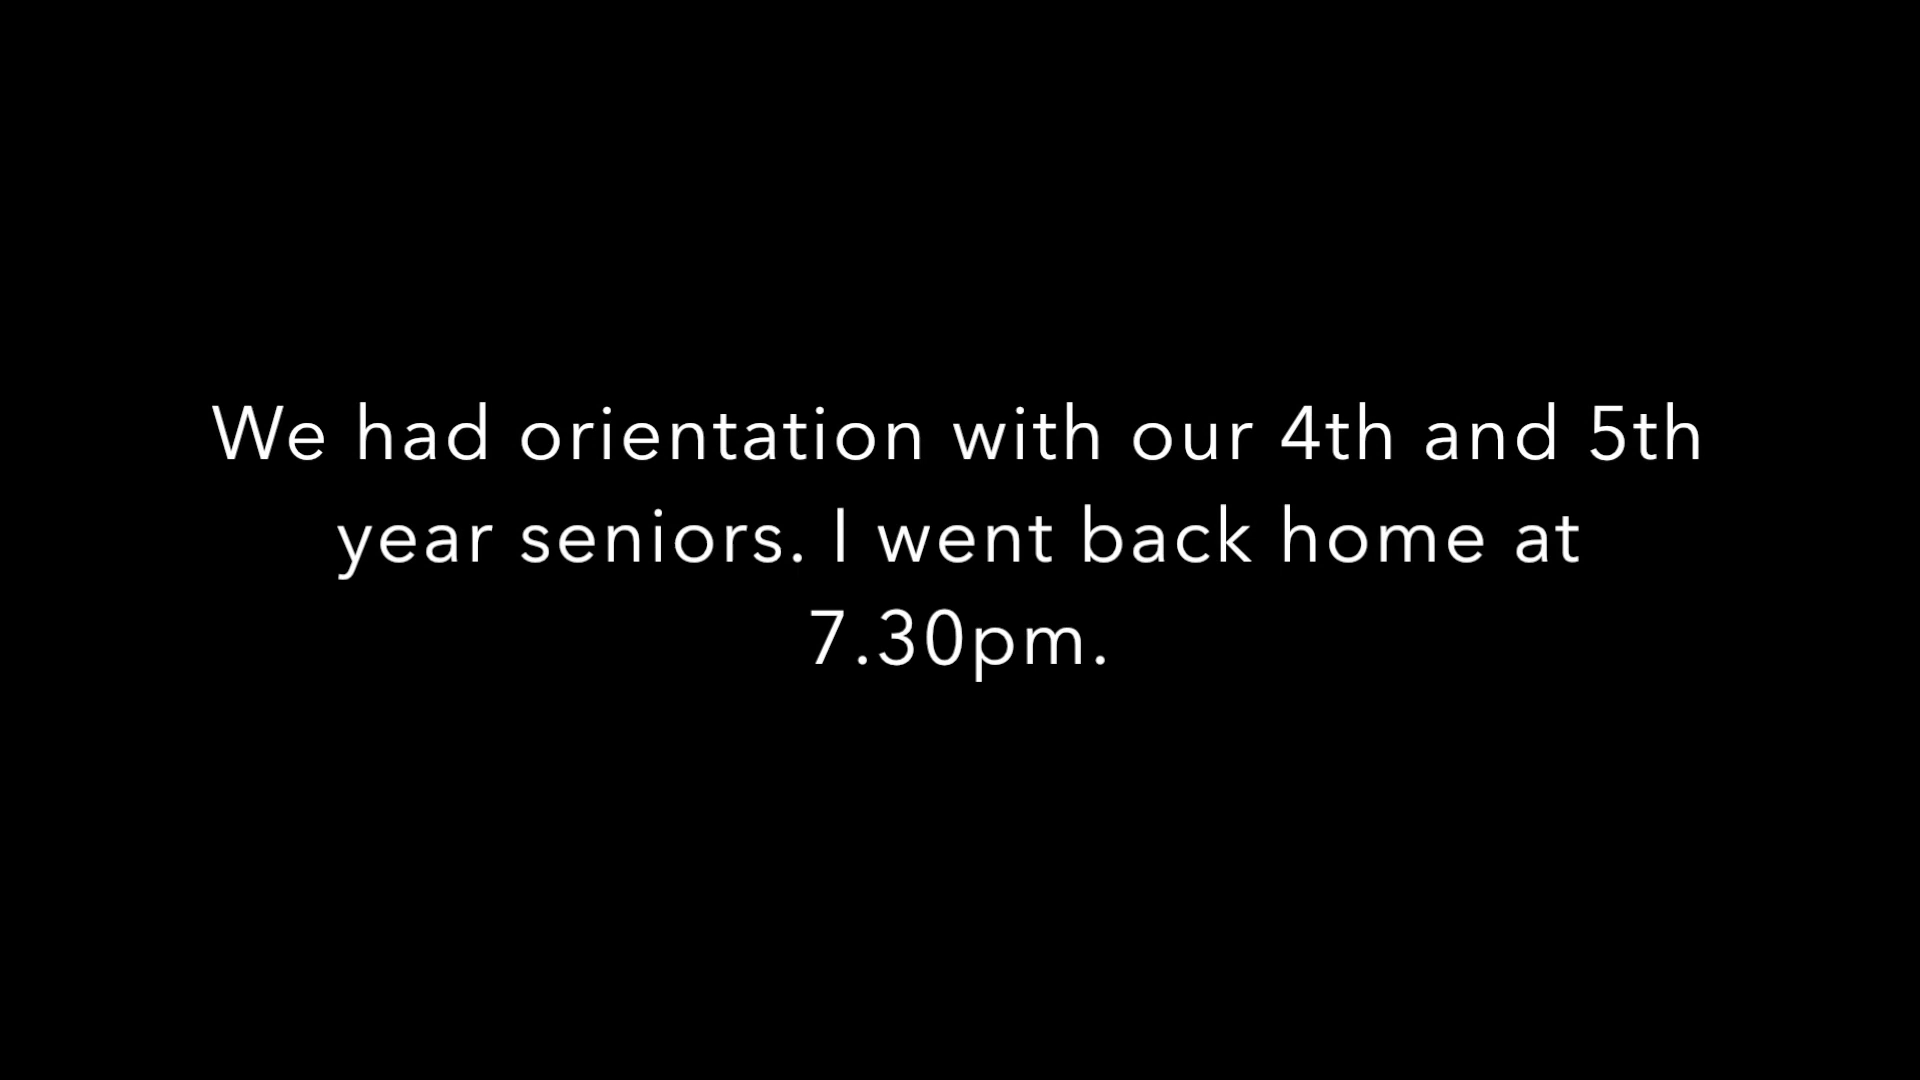 We had orientation with our 4th and 5th
year seniors. I went back home at
7.30pm.